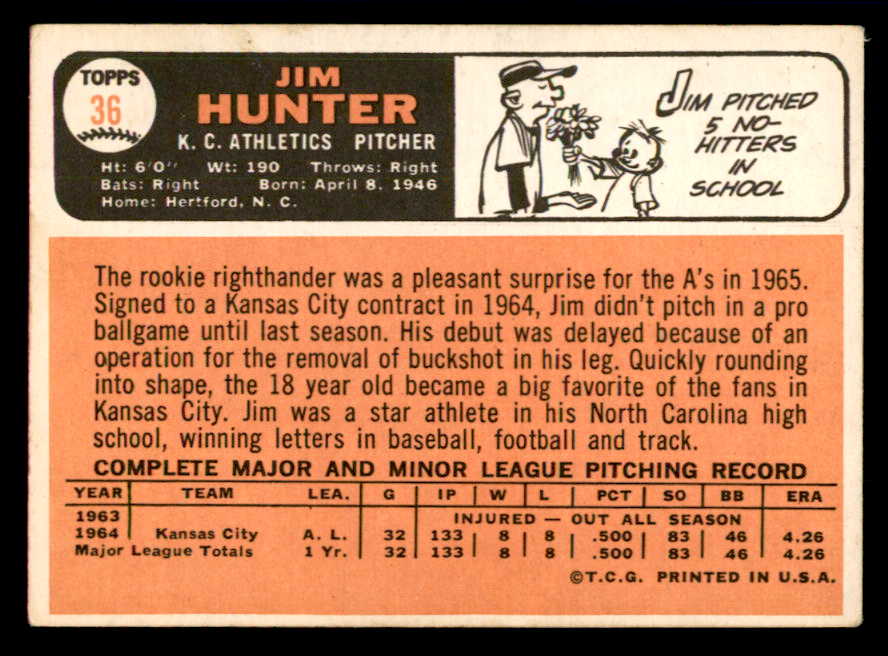 TOPPS
36
JIM
HUNTER
K. C. ATHLETICS PITCHER
Ht: 6'0" Wt: 190 Throws: Right
Bats: Right Born: April 8, 1946
Home: Hertford, N. C.
JIM PITCHED
5 NO-
HITTERS
IN
SCHOOL
The rookie righthander was a pleasant surprise for the A's in 1965.
Signed to a Kansas City contract in 1964, Jim didn't pitch in a pro
ballgame until last season. His debut was delayed because of an
operation for the removal of buckshot in his leg. Quickly rounding
into shape, the 18 year old became a big favorite of the fans in
Kansas City. Jim was a star athlete in his North Carolina high
school, winning letters in baseball, football and track.
COMPLETE MAJOR AND MINOR LEAGUE PITCHING RECORD
YEAR TEAM LEA. G IP W L PCT SO BB ERA
1963 INJURED — OUT ALL SEASON
1964 Kansas City A. L. 32 133 8 8 .500 83 46 4.26
Major League Totals 1 Yr. 32 133 8 8 .500 83 46 4.26
©T.C.G. PRINTED IN U.S.A.